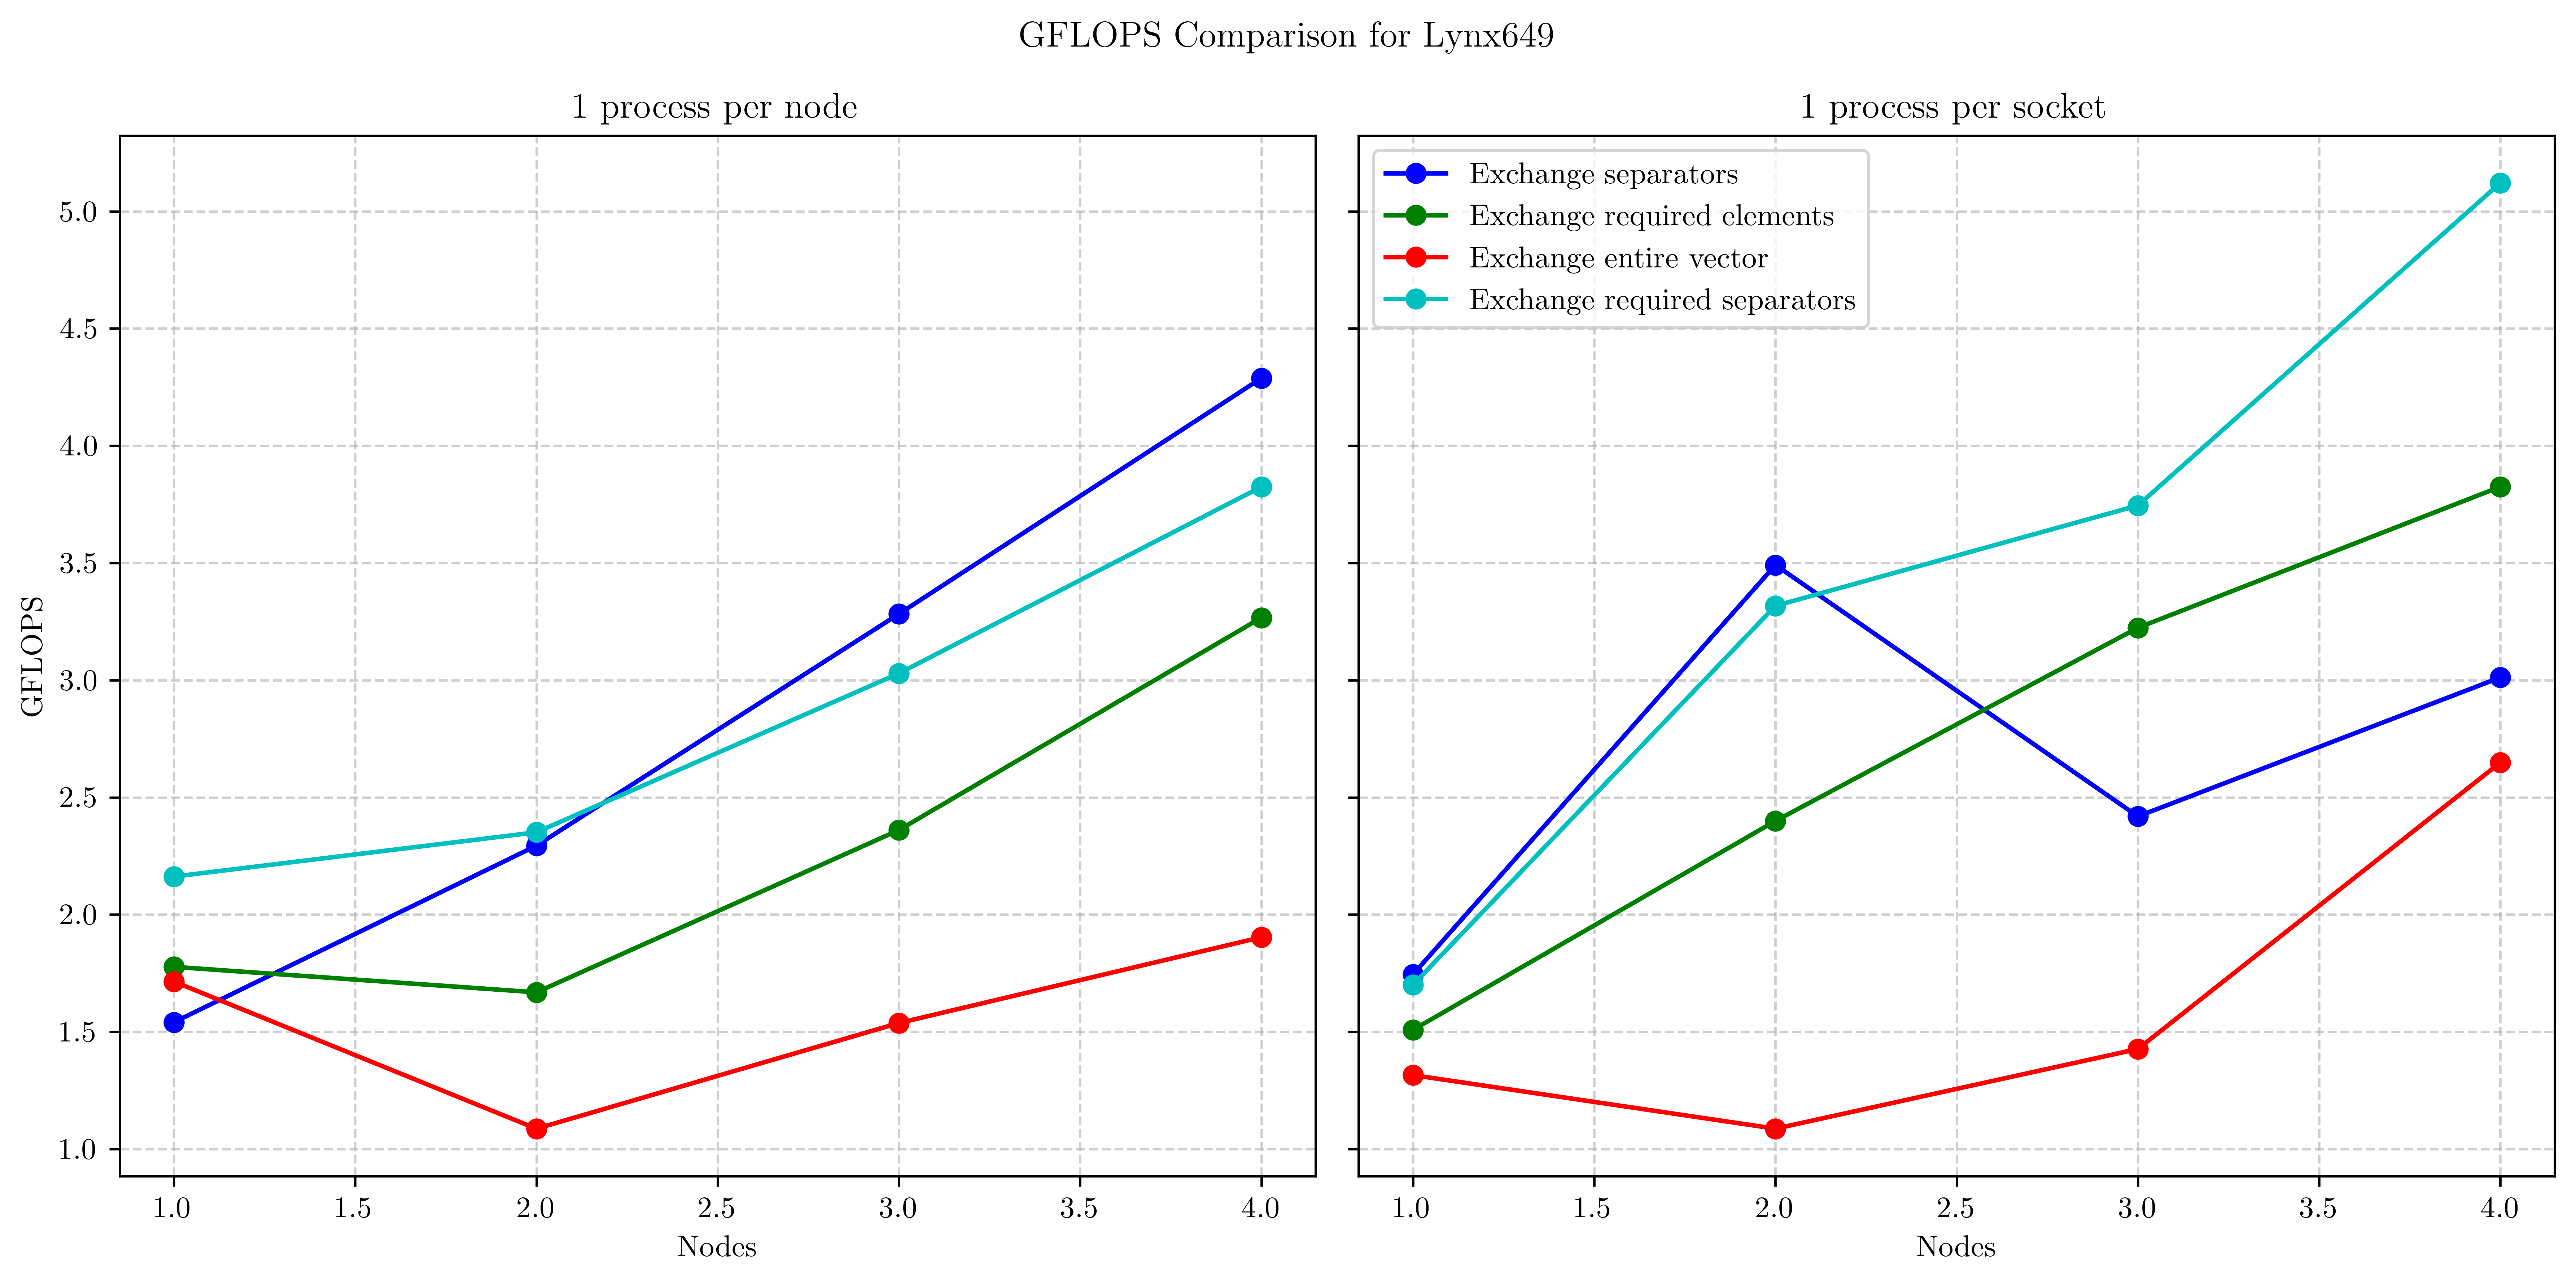 GFLOPS Comparison for Lynx649
1 process per node
GFLOPS
5.0
4.5
4.0
3.5
3.0
2.5
2.0
1.5
1.0
1.0 1.5 2.0 2.5 3.0 3.5 4.0
Nodes
1 process per socket
Exchange separators
Exchange required elements
Exchange entire vector
Exchange required separators
1.0 1.5 2.0 2.5 3.0 3.5 4.0
Nodes